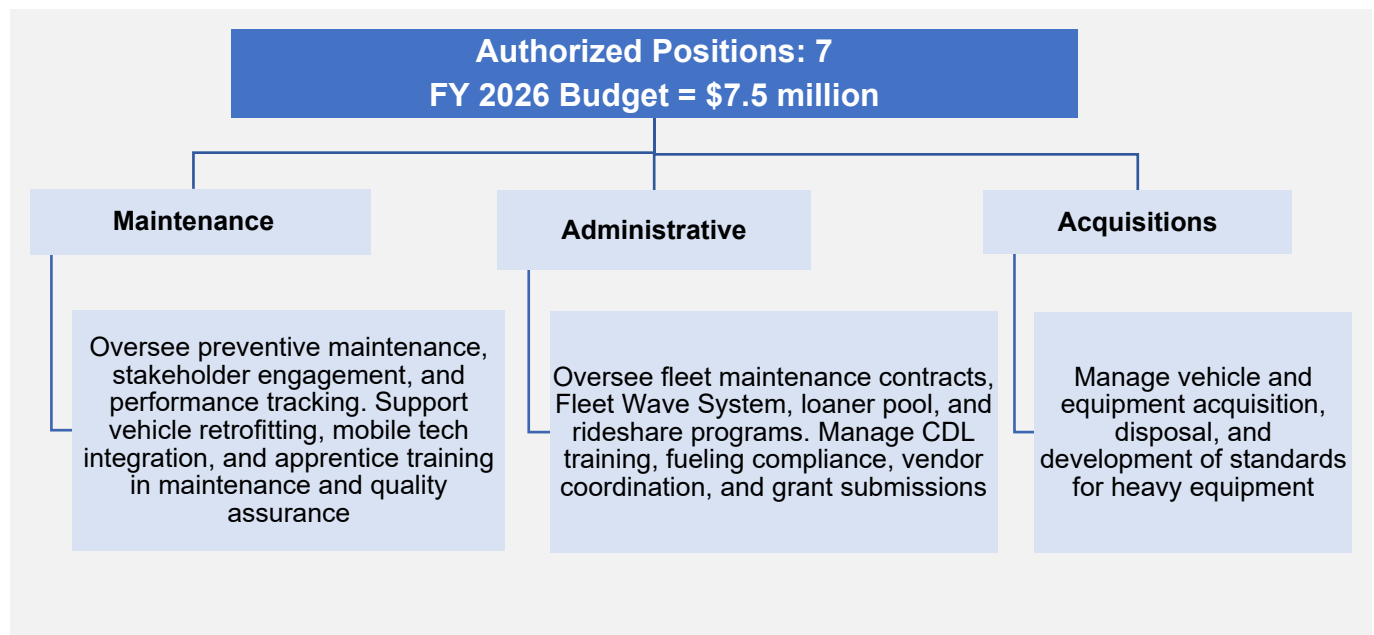 Authorized Positions: 7
FY 2026 Budget = $7.5 million
Maintenance
Administrative
Acquisitions
Oversee preventive maintenance,
stakeholder engagement, and
performance tracking. Support
vehicle retrofitting, mobile tech
integration, and apprentice training
in maintenance and quality
assurance
Oversee fleet maintenance contracts,
Fleet Wave System, loaner pool, and
rideshare programs. Manage CDL
training, fueling compliance, vendor
coordination, and grant submissions
Manage vehicle and
equipment acquisition,
disposal, and
development of standards
for heavy equipment